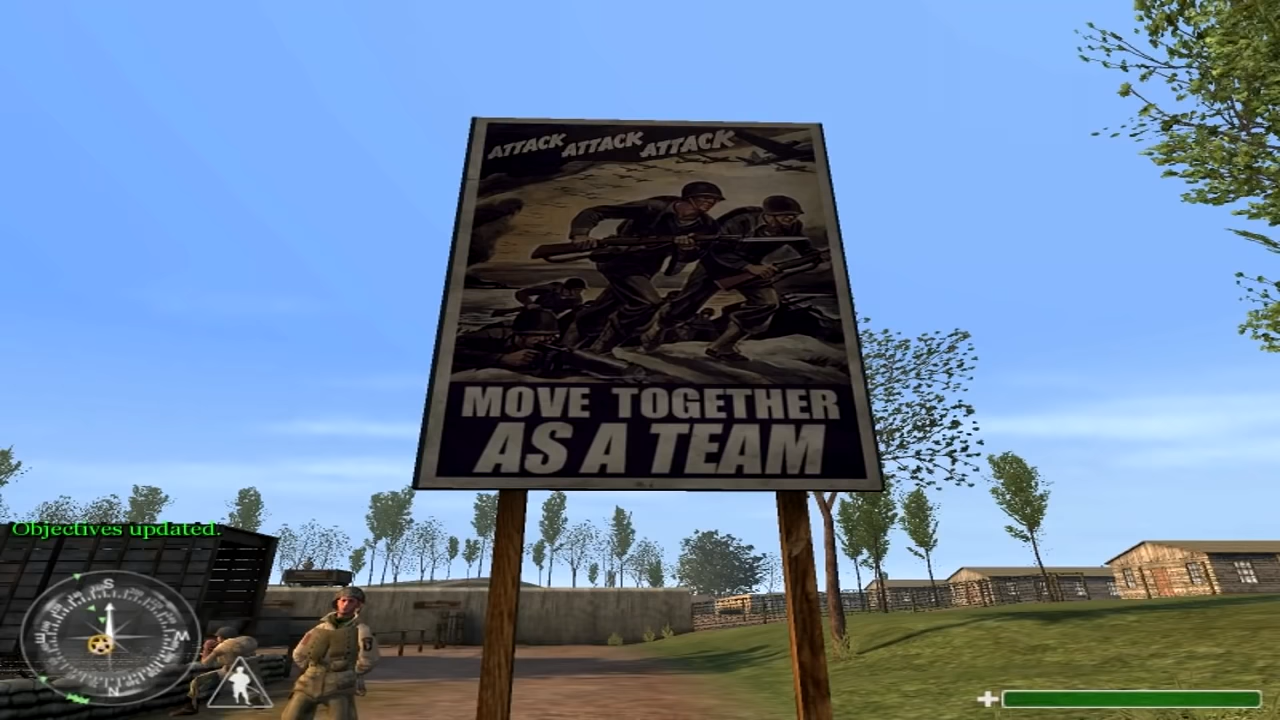 ATTACK ATTACK ATTACK
MOVE TOGETHER
AS A TEAM
Objectives updated.
S
W
N
E